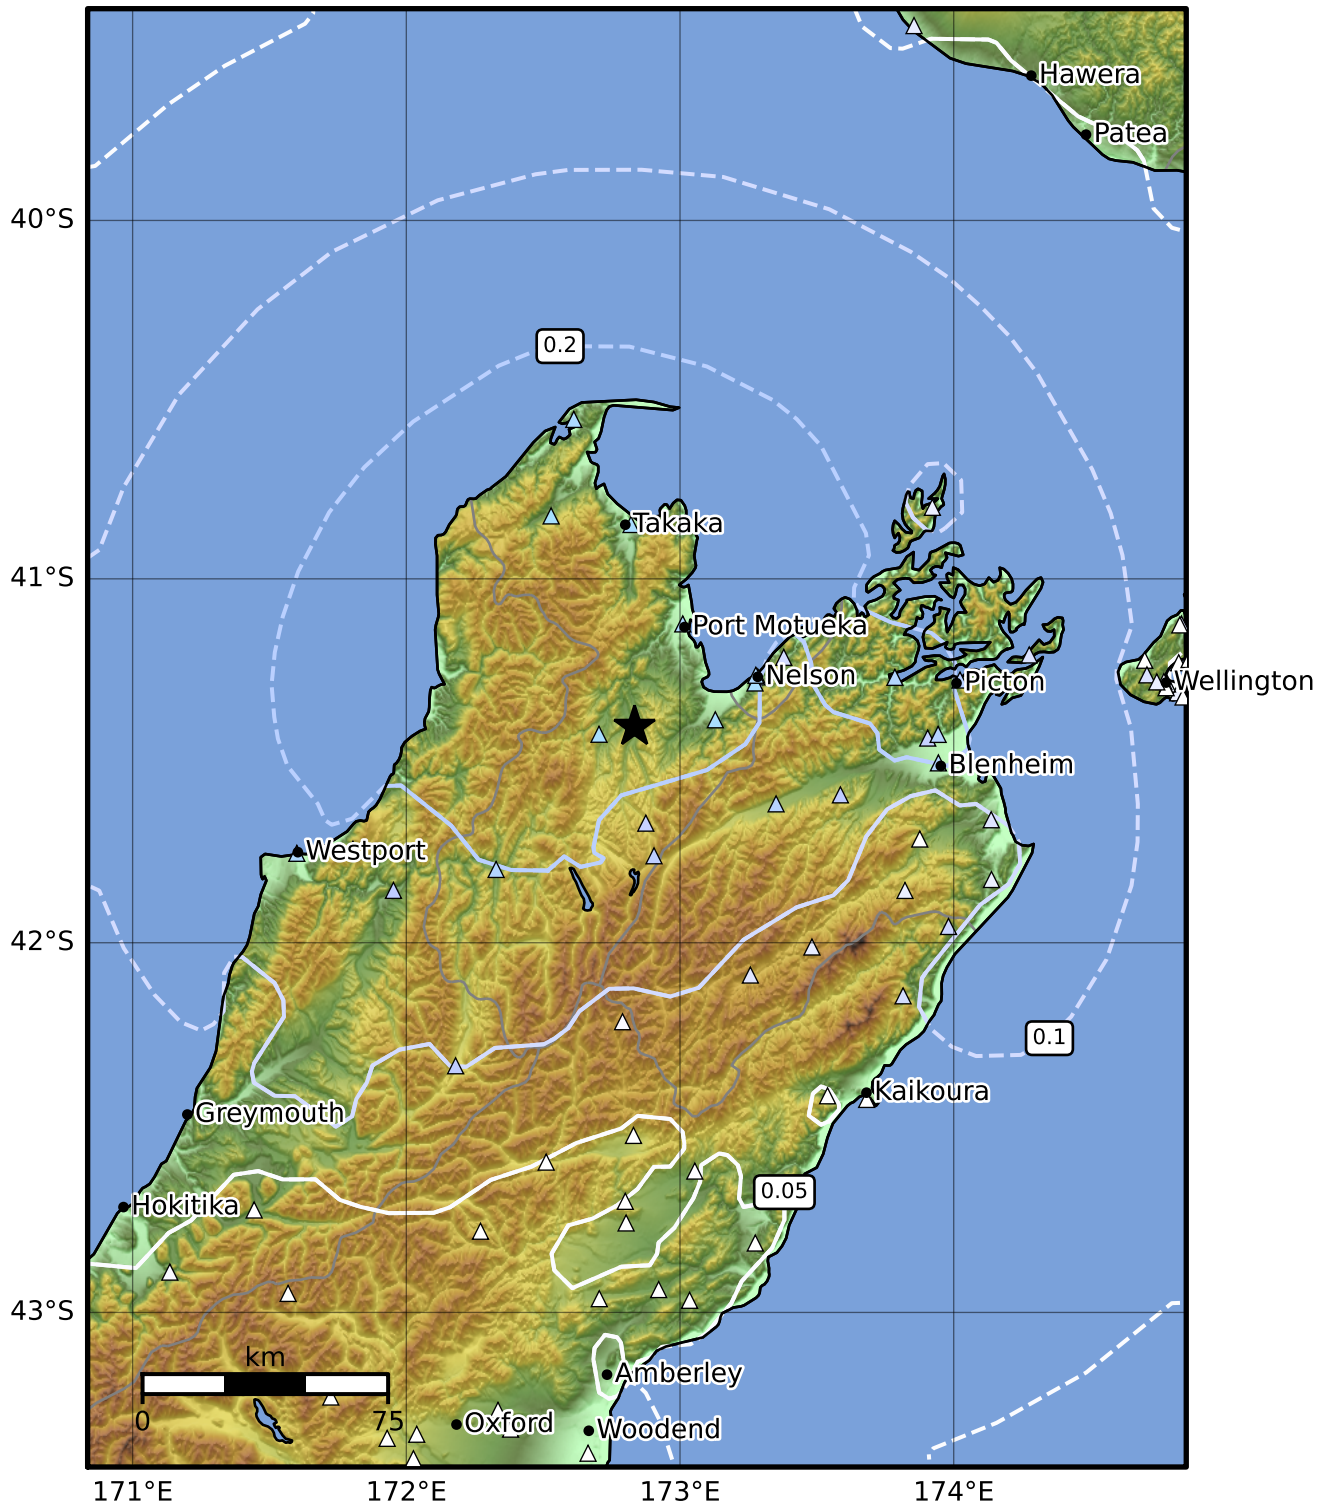 Hawera
Patea
40°S
0.2
Takaka
41°S
Port Motueka
Nelson
Picton
Wellington
Blenheim
Westport
42°S
0.1
Kaikoura
Greymouth
0.05
Hokitika
43°S
km
Amberley
0
75
Oxford
Woodend
171°E
172°E
173°E
174°E